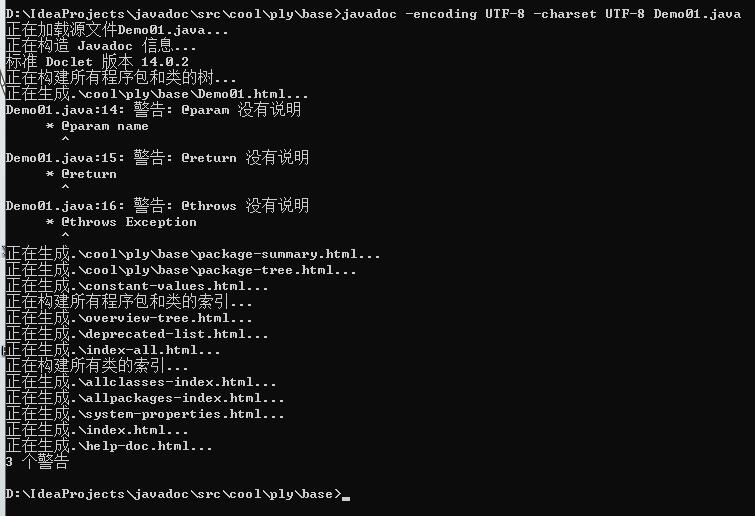 D:\IdeaProjects\javadoc\src\cool\ply\base>javadoc -encoding UTF-8 -charset UTF-8 Demo01.java
正在加载源文件Demo01.java...
正在构造 Javadoc 信息...
标准 Doclet 版本 14.0.2
正在构建所有程序包和类的树...
正在生成.\cool\ply\base\Demo01.html...
Demo01.java:14: 警告: @param 没有说明
     * @param name
       ^
Demo01.java:15: 警告: @return 没有说明
     * @return
       ^
Demo01.java:16: 警告: @throws 没有说明
     * @throws Exception
       ^
正在生成.\cool\ply\base\package-summary.html...
正在生成.\cool\ply\base\package-tree.html...
正在生成.\constant-values.html...
正在构建所有程序包和类的索引...
正在生成.\overview-tree.html...
正在生成.\deprecated-list.html...
正在生成.\index-all.html...
正在构建所有类的索引...
正在生成.\allclasses-index.html...
正在生成.\allpackages-index.html...
正在生成.\system-properties.html...
正在生成.\index.html...
正在生成.\help-doc.html...
3 个警告
D:\IdeaProjects\javadoc\src\cool\ply\base>